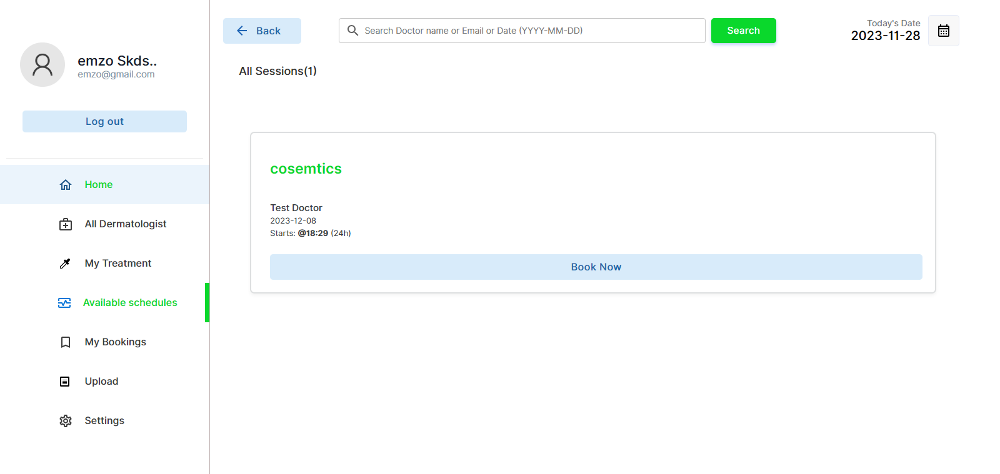 emzo Skds..
emzo@gmail.com
Log out
Home
All Dermatologist
My Treatment
Available schedules
My Bookings
Upload
Settings
Back
Search Doctor name or Email or Date (YYYY-MM-DD)
Search
Today's Date
2023-11-28
All Sessions(1)
cosemtics
Test Doctor
2023-12-08
Starts: @18:29 (24h)
Book Now